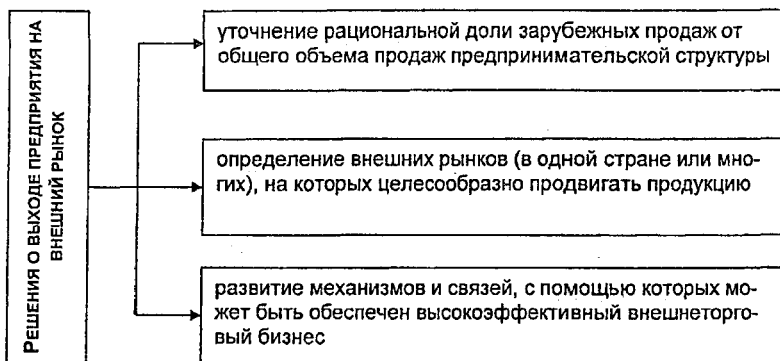 РЕШЕНИЯ О ВЫХОДЕ ПРЕДПРИЯТИЯ НА
ВНЕШНИЙ РЫНОК
уточнение рациональной доли зарубежных продаж от
общего объема продаж предпринимательской структуры
определение внешних рынков (в одной стране или мно-
гих), на которых целесообразно продвигать продукцию
развитие механизмов и связей, с помощью которых мо-
жет быть обеспечен высокоэффективный внешнеторго-
вый бизнес